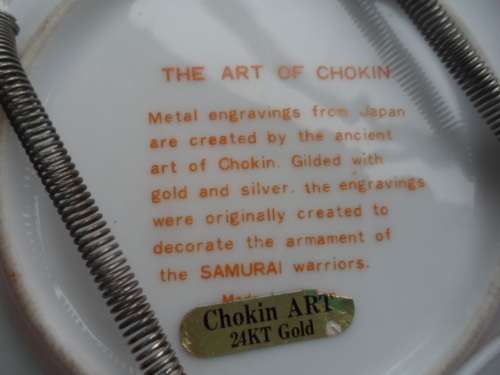 THE ART OF CHOKIN
Metal engravings from Japan
are created by the ancient
art of Chokin. Gilded with
gold and silver, the engravings
were originally created to
decorate the armament of
the SAMURAI warriors.
Made
Chokin ART
24KT Gold